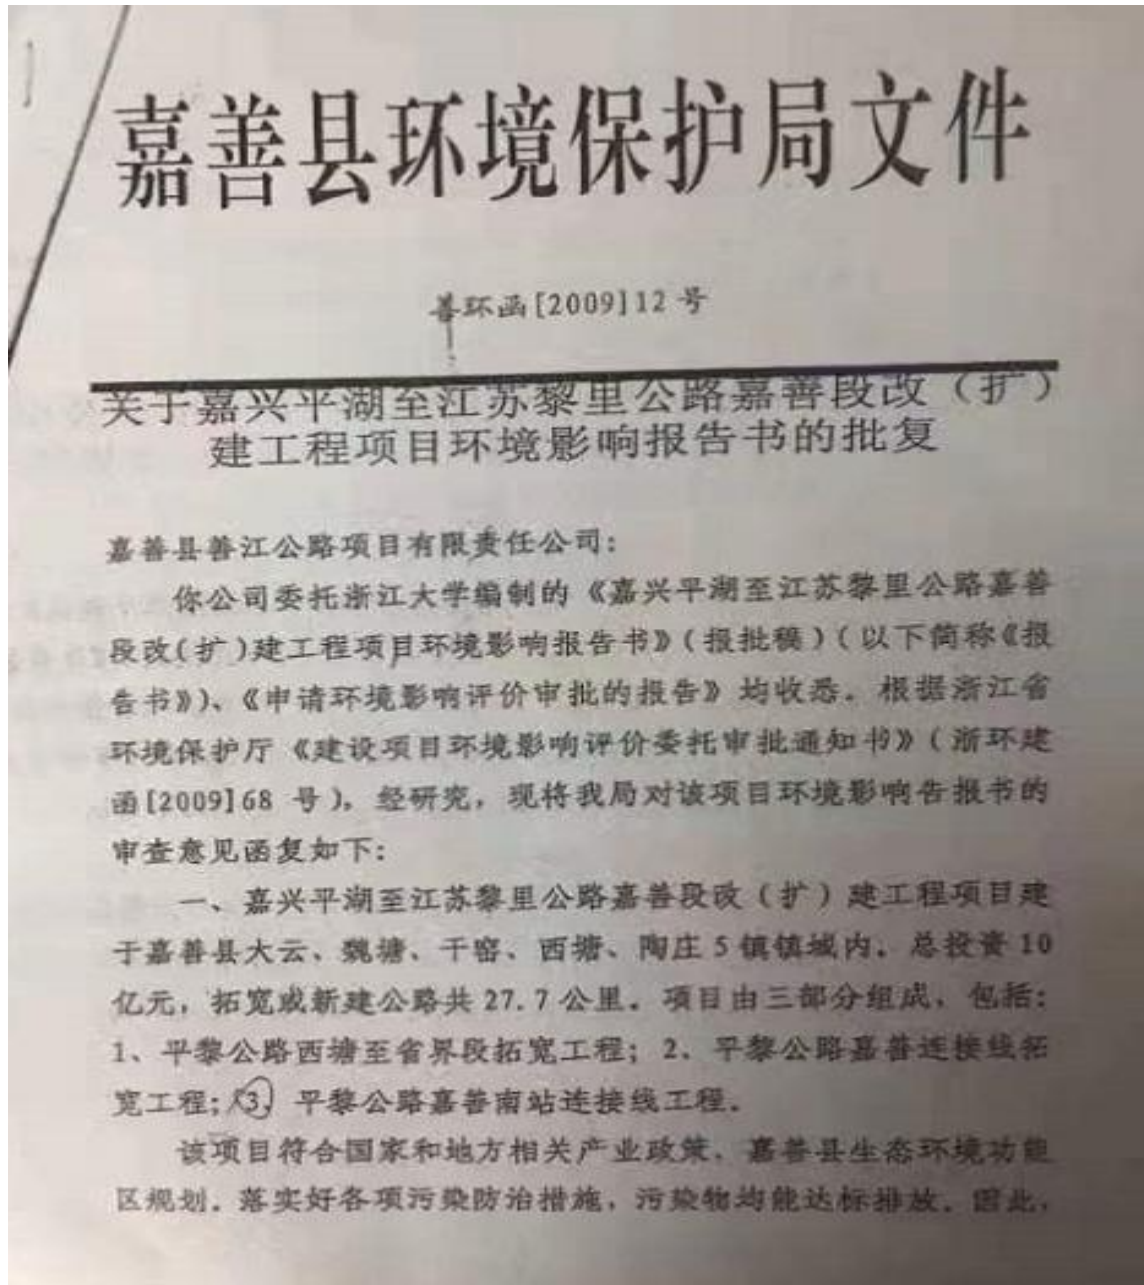 嘉善县环境保护局文件
善环函[2009]12 号
关于嘉兴平湖至江苏黎里公路嘉善段改（扩）
建工程项目环境影响报告书的批复
嘉善县善江公路项目有限责任公司：
你公司委托浙江大学编制的《嘉兴平湖至江苏黎里公路嘉善
段改（扩）建工程项目环境影响报告书》（报批稿）（以下简称《报
告书》）、《申请环境影响评价审批的报告》均收悉。根据浙江省
环境保护厅《建设项目环境影响评价委托审批通知书》（浙环建
函[2009]68 号），经研究，现将我局对该项目环境影响告报书的
审查意见函复如下：
一、嘉兴平湖至江苏黎里公路嘉善段改（扩）建工程项目建
于嘉善县大云、魏塘、干窑、西塘、陶庄 5 镇镇域内。总投资 10
亿元，拓宽或新建公路共 27.7 公里。项目由三部分组成，包括：
1、平黎公路西塘至省界段拓宽工程；2、平黎公路嘉善连接线拓
宽工程；3、平黎公路嘉善南站连接线工程。
该项目符合国家和地方相关产业政策、嘉善县生态环境功能
区规划。落实好各项污染防治措施，污染物均能达标排放。因此，